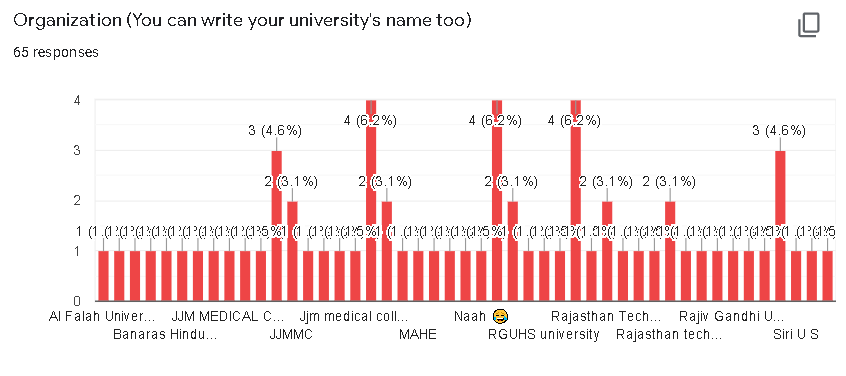 Organization (You can write your university's name too)
65 responses
4
3
2
1
0
3 (4.6%)
2 (3.1%)
4 (6.2%)
2 (3.1%)
4 (6.2%)
2 (3.1%)
4 (6.2%)
2 (3.1%)
2 (3.1%)
3 (4.6%)
Al Falah Univer...
Banaras Hindu...
JJM MEDICAL C...
JJMMC
Jjm medical coll...
MAHE
Naah 😂
RGUHS university
Rajasthan Tech...
Rajasthan tech...
Rajiv Gandhi U...
Siri U S